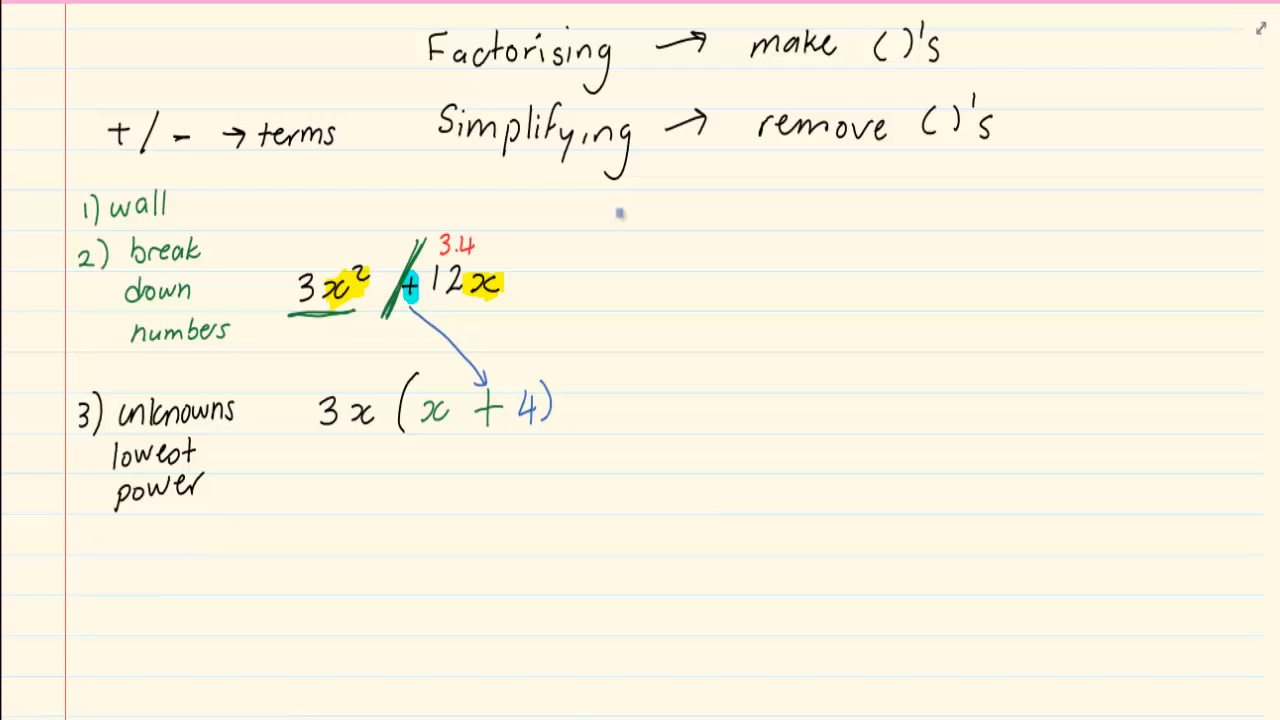 Factorising → make ( )'s
Simplifying → remove ( )'s
+ / - → terms
1) wall
2) break
down
numbers
3.4
3x² + 12x
3) unknowns
lowest
power
3x (x + 4)